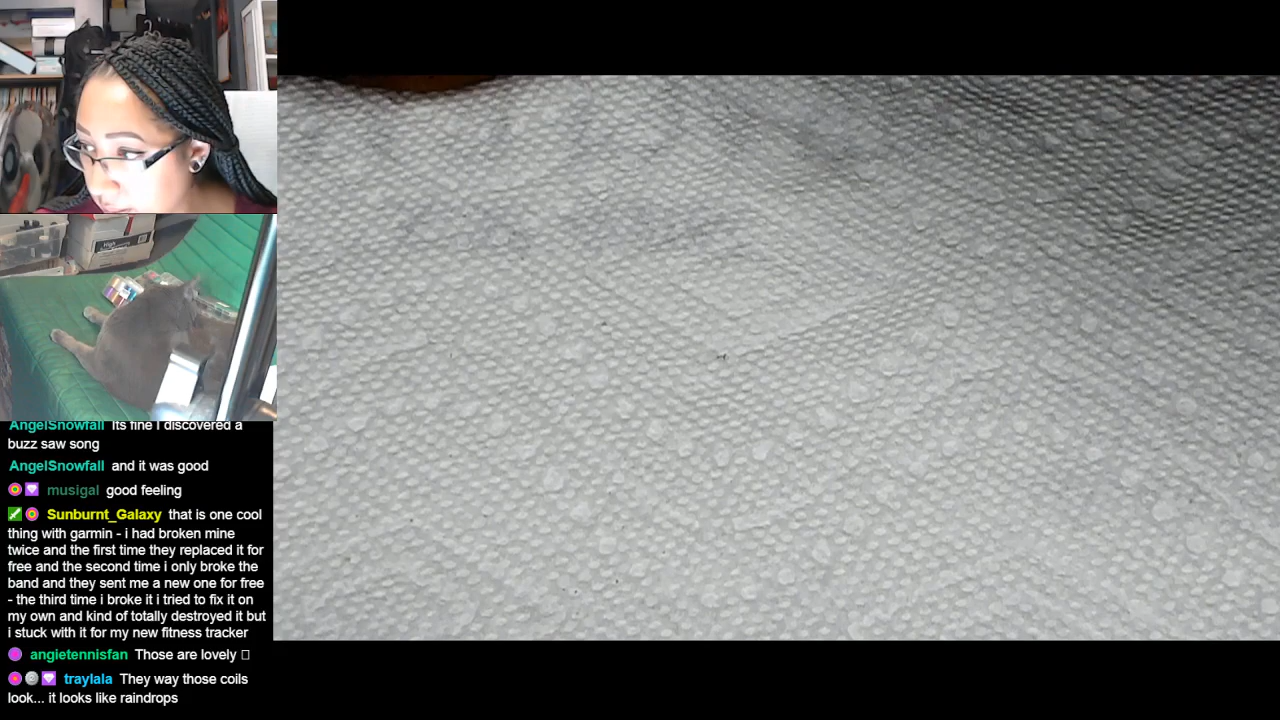 High
AngelSnowfall Its fine I discovered a
buzz saw song
AngelSnowfall and it was good
musigal good feeling
Sunburnt_Galaxy that is one cool
thing with garmin - i had broken mine
twice and the first time they replaced it for
free and the second time i only broke the
band and they sent me a new one for free
- the third time i broke it i tried to fix it on
my own and kind of totally destroyed it but
i stuck with it for my new fitness tracker
angietennisfan Those are lovely
traylala They way those coils
look... it looks like raindrops